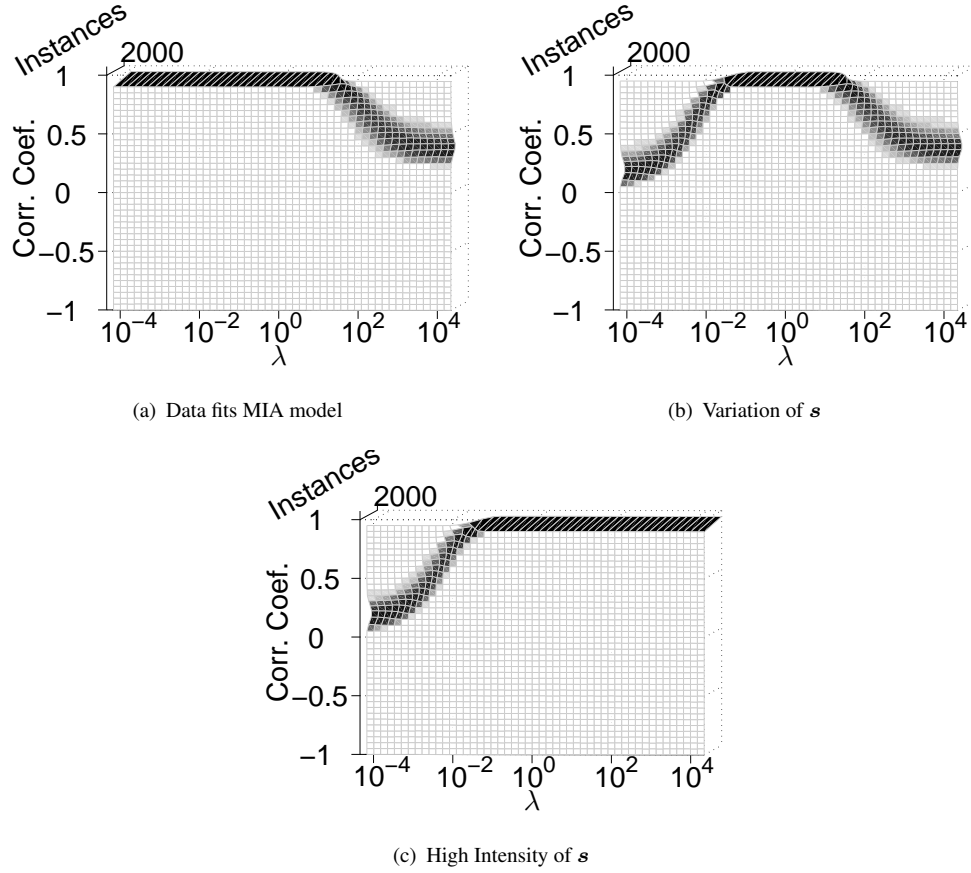 Instances
2000
1
0.5
0
−0.5
−1
Corr. Coef.
10^−4 10^−2 10^0 10^2 10^4
λ
(a) Data fits MIA model
Instances
2000
1
0.5
0
−0.5
−1
Corr. Coef.
10^−4 10^−2 10^0 10^2 10^4
λ
(b) Variation of s
Instances
2000
1
0.5
0
−0.5
−1
Corr. Coef.
10^−4 10^−2 10^0 10^2 10^4
λ
(c) High Intensity of s